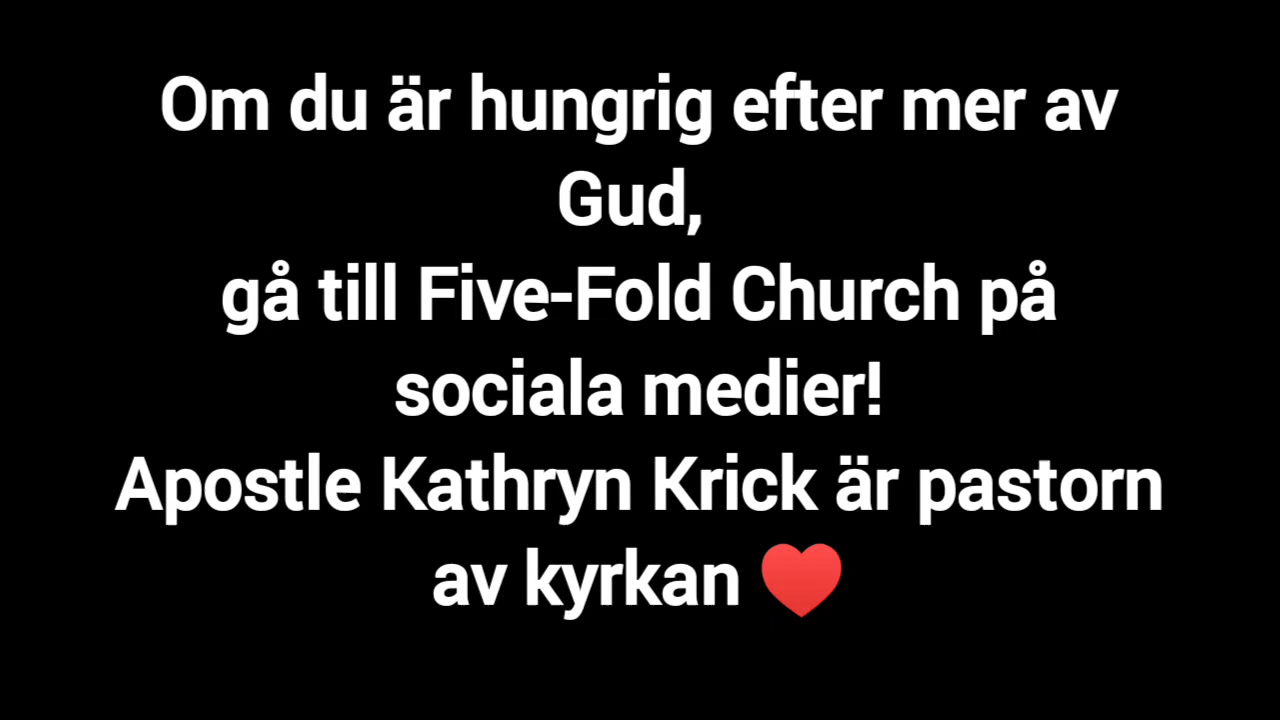 Om du är hungrig efter mer av
Gud,
gå till Five-Fold Church på
sociala medier!
Apostle Kathryn Krick är pastorn
av kyrkan ♥️